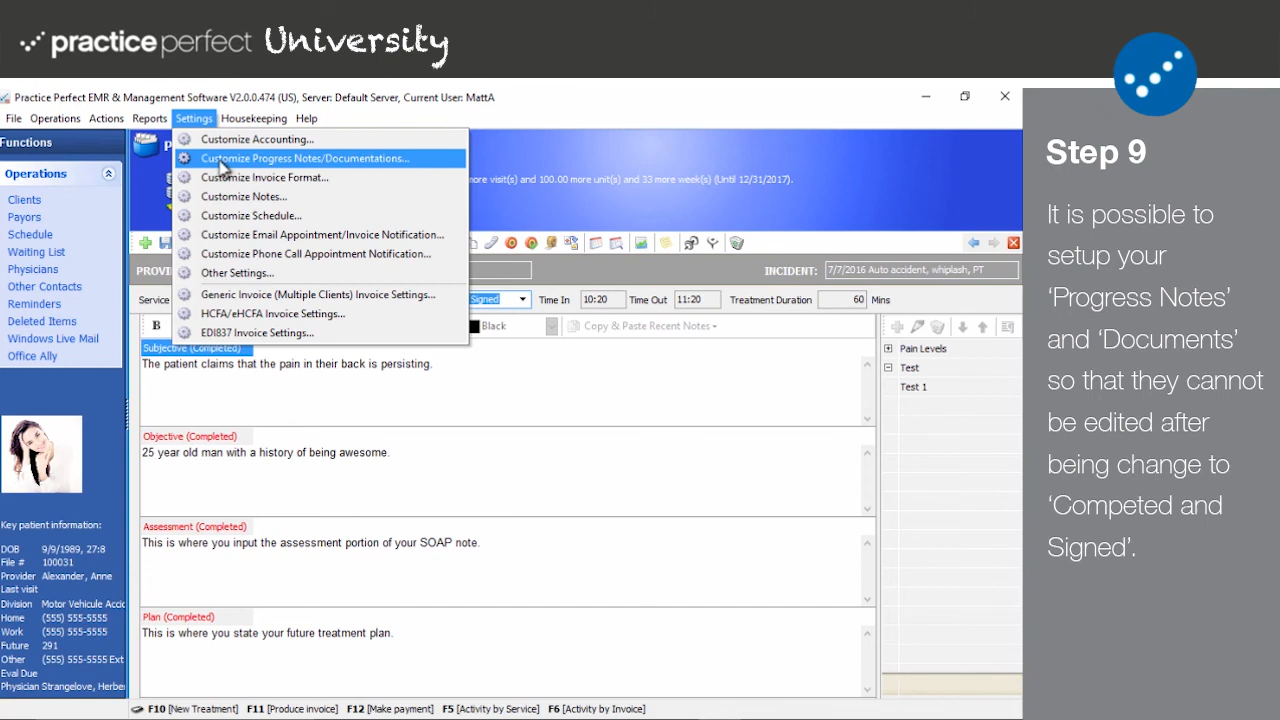 practiceperfect University
Practice Perfect EMR & Management Software V2.0.0.474 (US), Server: Default Server, Current User: MattA
File Operations Actions Reports Settings Housekeeping Help
Functions
Operations
Clients
Payors
Schedule
Waiting List
Physicians
Other Contacts
Reminders
Deleted Items
Windows Live Mail
Office Ally
Key patient information:
DOB 9/9/1989, 27:8
File # 100031
Provider Alexander, Anne
Last visit
Division Motor Vehicule Accic
Home (555) 555-5555
Work (555) 555-5555
Future 291
Other (555) 555-5555 Ext
Eval Due
Physician Strangelove, Herbe
Customize Accounting...
Customize Progress Notes/Documentations...
Customize Invoice Format...
Customize Notes...
Customize Schedule...
Customize Email Appointment/Invoice Notification...
Customize Phone Call Appointment Notification...
Other Settings...
Generic Invoice (Multiple Clients) Invoice Settings...
HCFA/eHCFA Invoice Settings...
EDI837 Invoice Settings...
more visit(s) and 100.00 more unit(s) and 33 more week(s) (Until 12/31/2017).
PROVI INCIDENT: 7/7/2016 Auto accident, whiplash, PT
Service Signed Time In 10:20 Time Out 11:20 Treatment Duration 60 Mins
B Black Copy & Paste Recent Notes
Subjective (Completed)
The patient claims that the pain in their back is persisting.
Objective (Completed)
25 year old man with a history of being awesome.
Assessment (Completed)
This is where you input the assessment portion of your SOAP note.
Plan (Completed)
This is where you state your future treatment plan.
Pain Levels
Test
Test 1
F10 [New Treatment] F11 [Produce invoice] F12 [Make payment] F5 [Activity by Service] F6 [Activity by Invoice]
Step 9
It is possible to
setup your
‘Progress Notes’
and ‘Documents’
so that they cannot
be edited after
being change to
‘Competed and
Signed’.